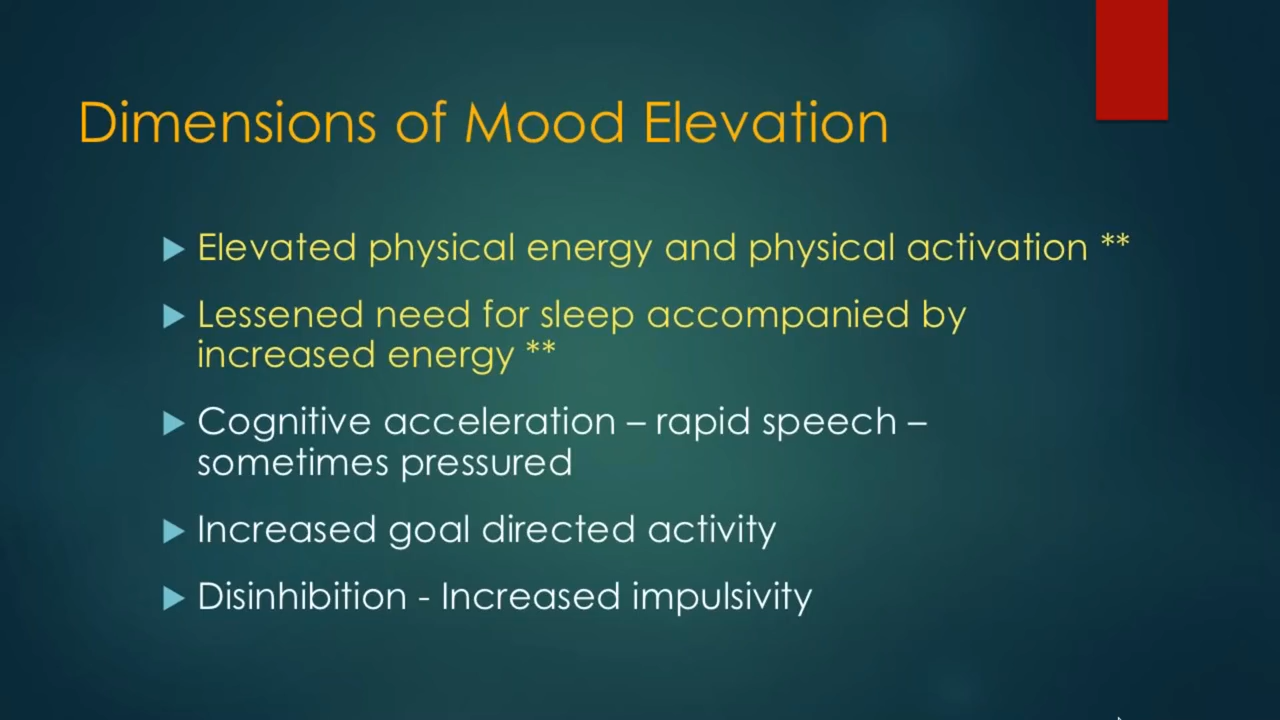 Dimensions of Mood Elevation
Elevated physical energy and physical activation **
Lessened need for sleep accompanied by
increased energy **
Cognitive acceleration – rapid speech –
sometimes pressured
Increased goal directed activity
Disinhibition - Increased impulsivity